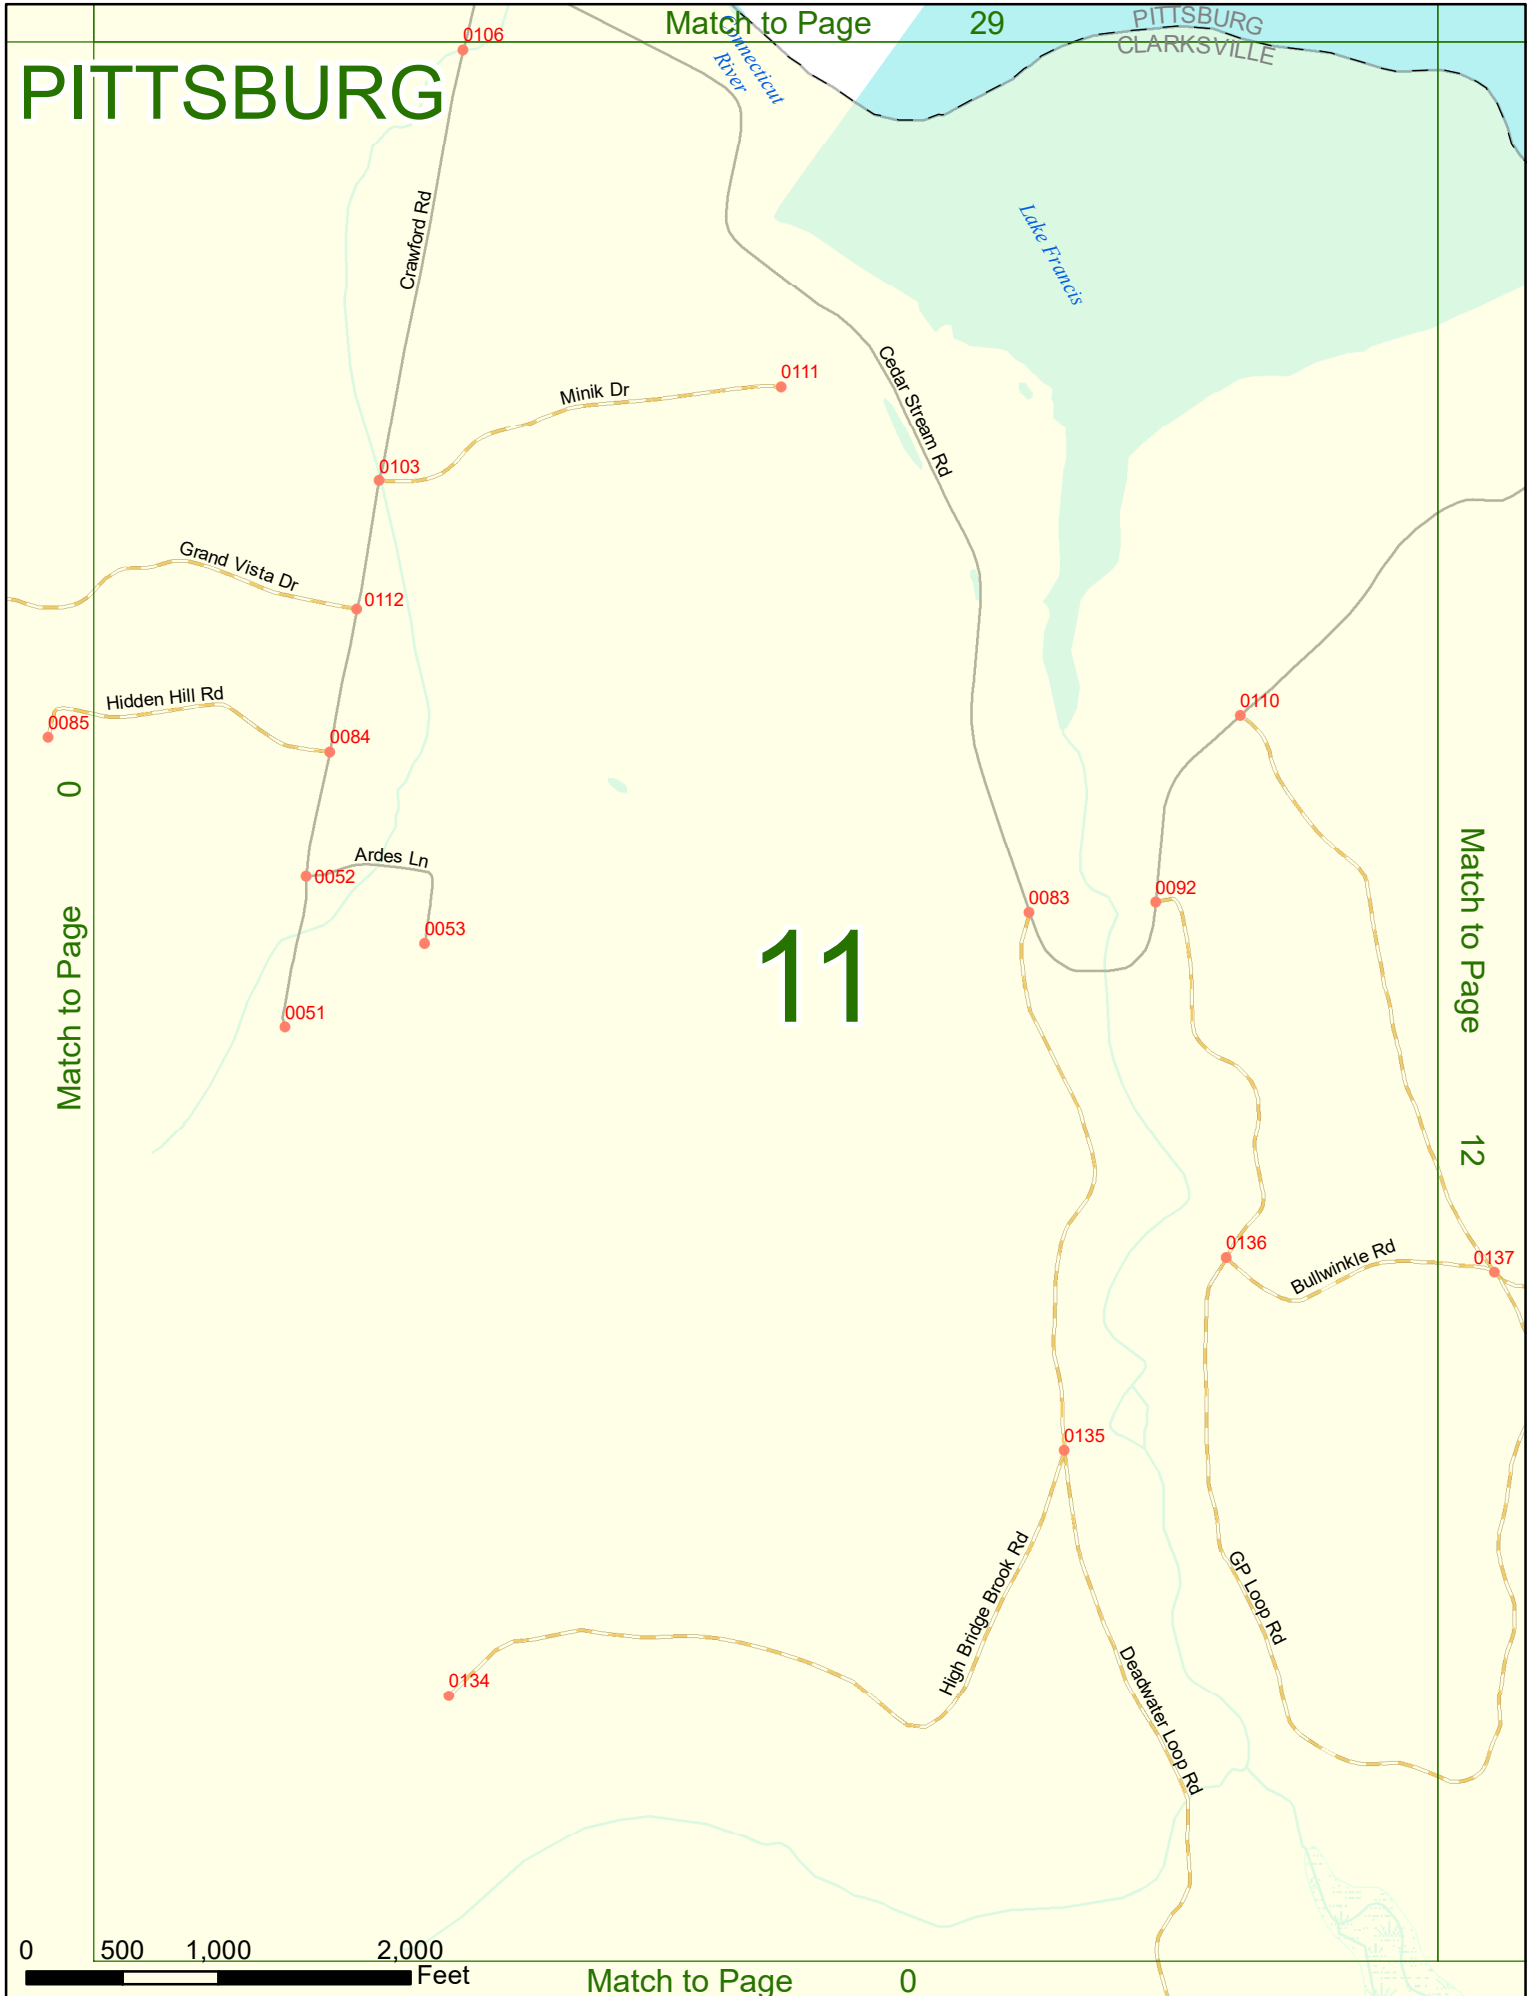 Match to Page 29
PITTSBURG
CLARKSVILLE
0106
Connecticut
River
PITTSBURG
Crawford Rd
Lake Francis
Cedar Stream Rd
0111
Minik Dr
0103
Grand Vista Dr
0112
Hidden Hill Rd
0085
0084
0110
Match to Page 0
Match to Page 12
Ardes Ln
0052
0053
0083
0092
11
0051
0136
Bullwinkle Rd
0137
0135
High Bridge Brook Rd
GP Loop Rd
0134
Deadwater Loop Rd
0 500 1,000 2,000
Feet
Match to Page 0